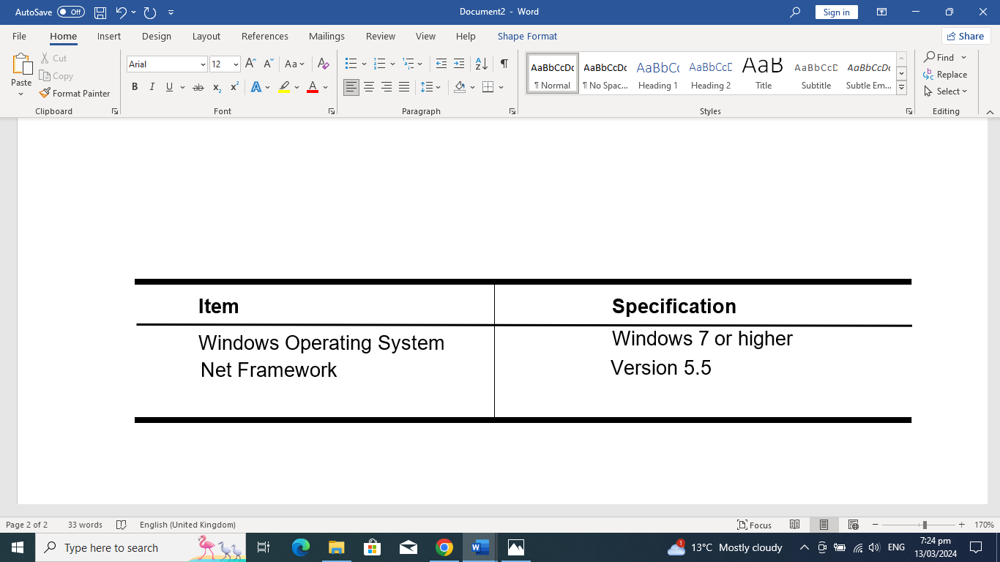 AutoSave Off Document2 - Word Sign in
File Home Insert Design Layout References Mailings Review View Help Shape Format Share
Paste
Cut
Copy
Format Painter
Clipboard
Arial 12
Font
Paragraph
AaBbCcDc AaBbCcDc AaBbCc AaBbCcD AaB AaBbCcD AaBbCcDc
¶ Normal ¶ No Spac... Heading 1 Heading 2 Title Subtitle Subtle Em...
Styles
Find
Replace
Select
Editing
Item Specification
Windows Operating System Windows 7 or higher
Net Framework Version 5.5
Page 2 of 2 33 words English (United Kingdom) Focus 170%
Type here to search 1 13°C Mostly cloudy ENG 7:24 pm
13/03/2024